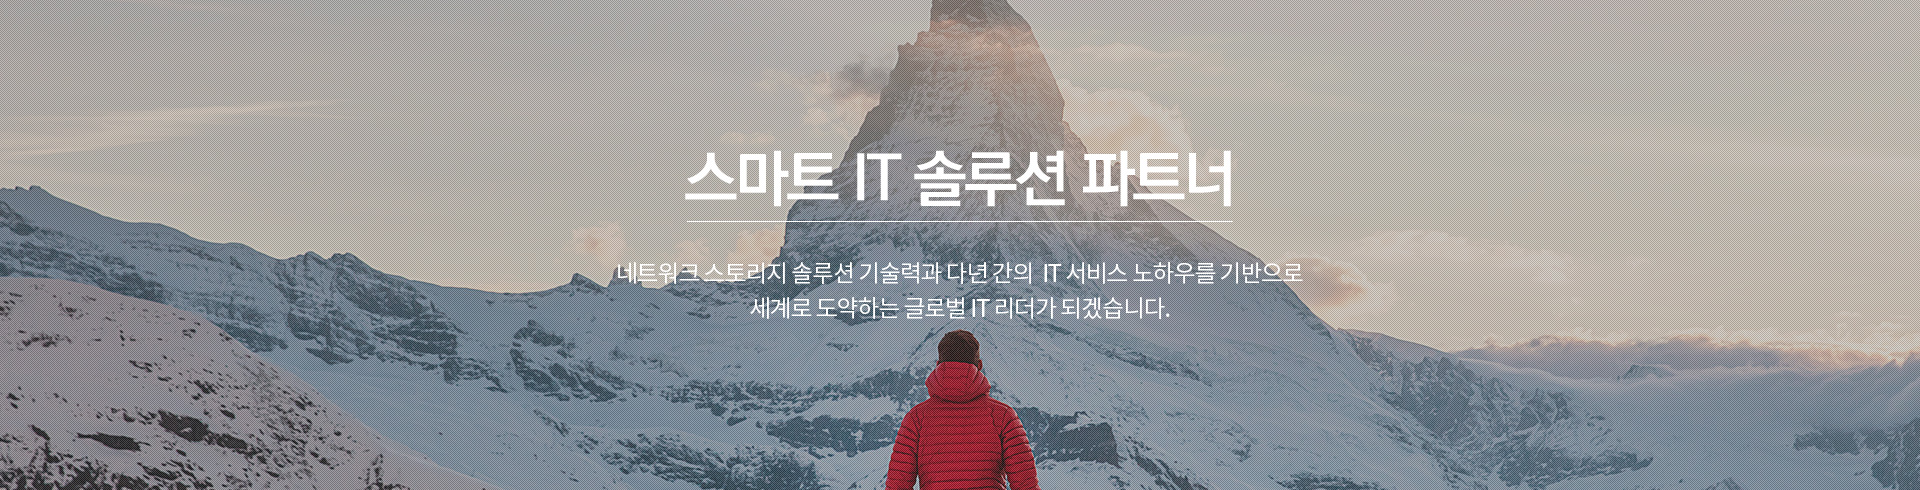 스마트 IT 솔루션 파트너
네트워크 스토리지 솔루션 기술력과 다년 간의 IT 서비스 노하우를 기반으로
세계로 도약하는 글로벌 IT 리더가 되겠습니다.